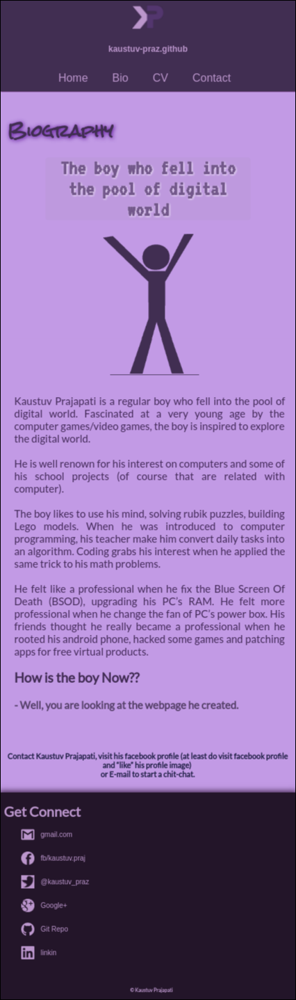 kaustuv-praz.github
Home Bio CV Contact
Biography
The boy who fell into
the pool of digital
world
Kaustuv Prajapati is a regular boy who fell into the pool of
digital world. Fascinated at a very young age by the
computer games/video games, the boy is inspired to explore
the digital world.
He is well renown for his interest on computers and some of
his school projects (of course that are related with
computer).
The boy likes to use his mind, solving rubik puzzles, building
Lego models. When he was introduced to computer
programming, his teacher make him convert daily tasks into
an algorithm. Coding grabs his interest when he applied the
same trick to his math problems.
He felt like a professional when he fix the Blue Screen Of
Death (BSOD), upgrading his PC’s RAM. He felt more
professional when he change the fan of PC’s power box. His
friends thought he really became a professional when he
rooted his android phone, hacked some games and patching
apps for free virtual products.
How is the boy Now??
- Well, you are looking at the webpage he created.
Contact Kaustuv Prajapati, visit his facebook profile (at least do visit facebook profile
and “like” his profile image)
or E-mail to start a chit-chat.
Get Connect
gmail.com
fb/kaustuv.praj
@kaustuv_praz
Google+
Git Repo
linkin
© Kaustuv Prajapati